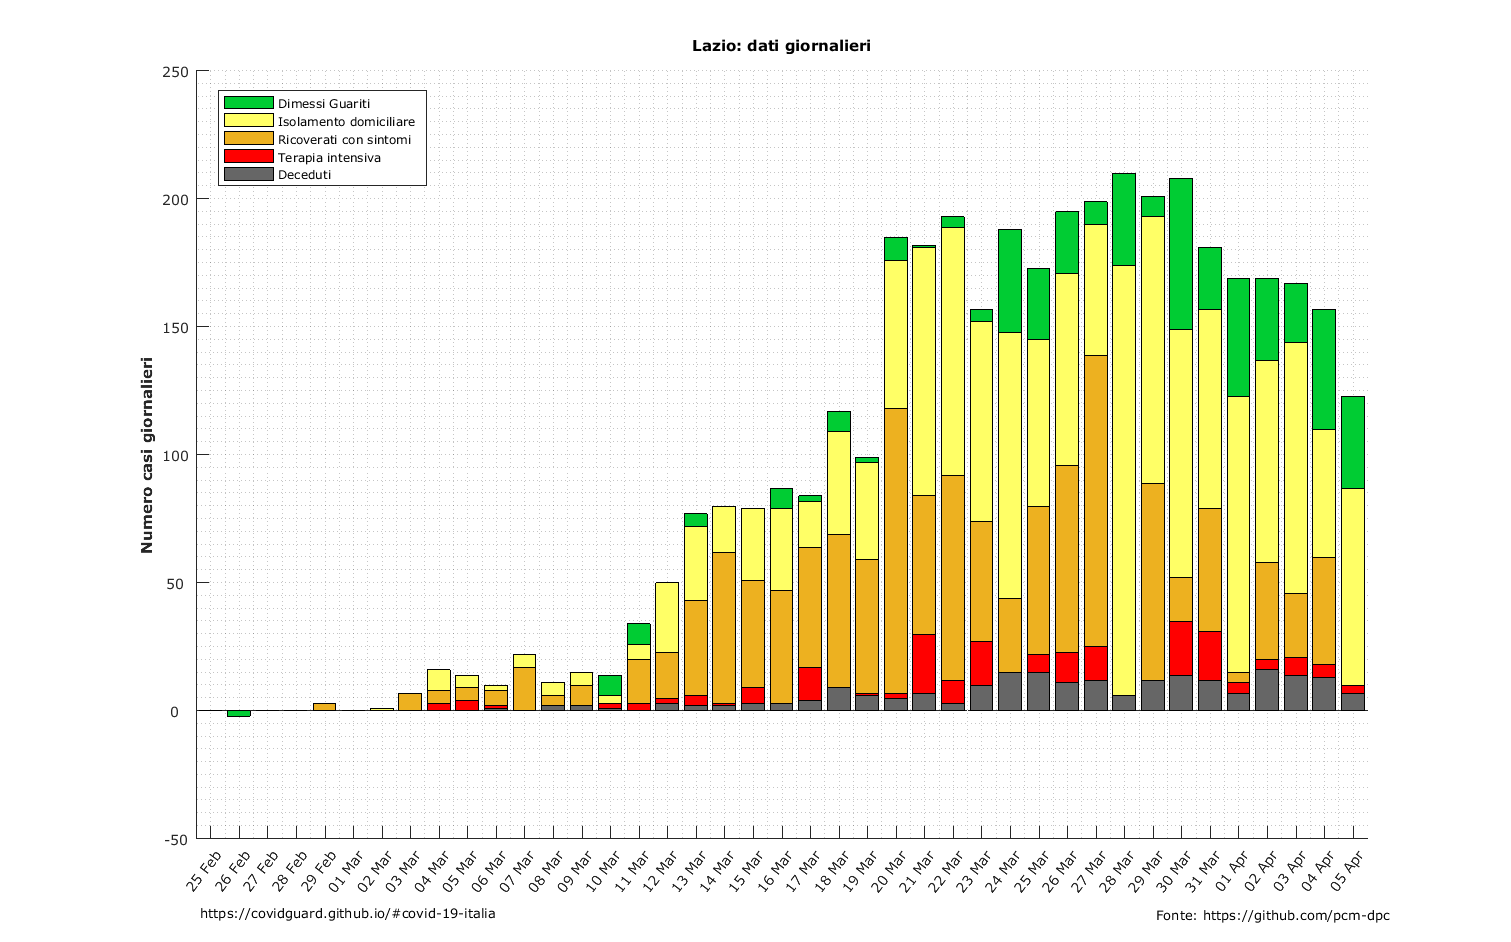 Lazio: dati giornalieri
250
200
150
100
50
0
-50
Numero casi giornalieri
Dimessi Guariti
Isolamento domiciliare
Ricoverati con sintomi
Terapia intensiva
Deceduti
25 Feb
26 Feb
27 Feb
28 Feb
29 Feb
01 Mar
02 Mar
03 Mar
04 Mar
05 Mar
06 Mar
07 Mar
08 Mar
09 Mar
10 Mar
11 Mar
12 Mar
13 Mar
14 Mar
15 Mar
16 Mar
17 Mar
18 Mar
19 Mar
20 Mar
21 Mar
22 Mar
23 Mar
24 Mar
25 Mar
26 Mar
27 Mar
28 Mar
29 Mar
30 Mar
31 Mar
01 Apr
02 Apr
03 Apr
04 Apr
05 Apr
https://covidguard.github.io/#covid-19-italia
Fonte: https://github.com/pcm-dpc